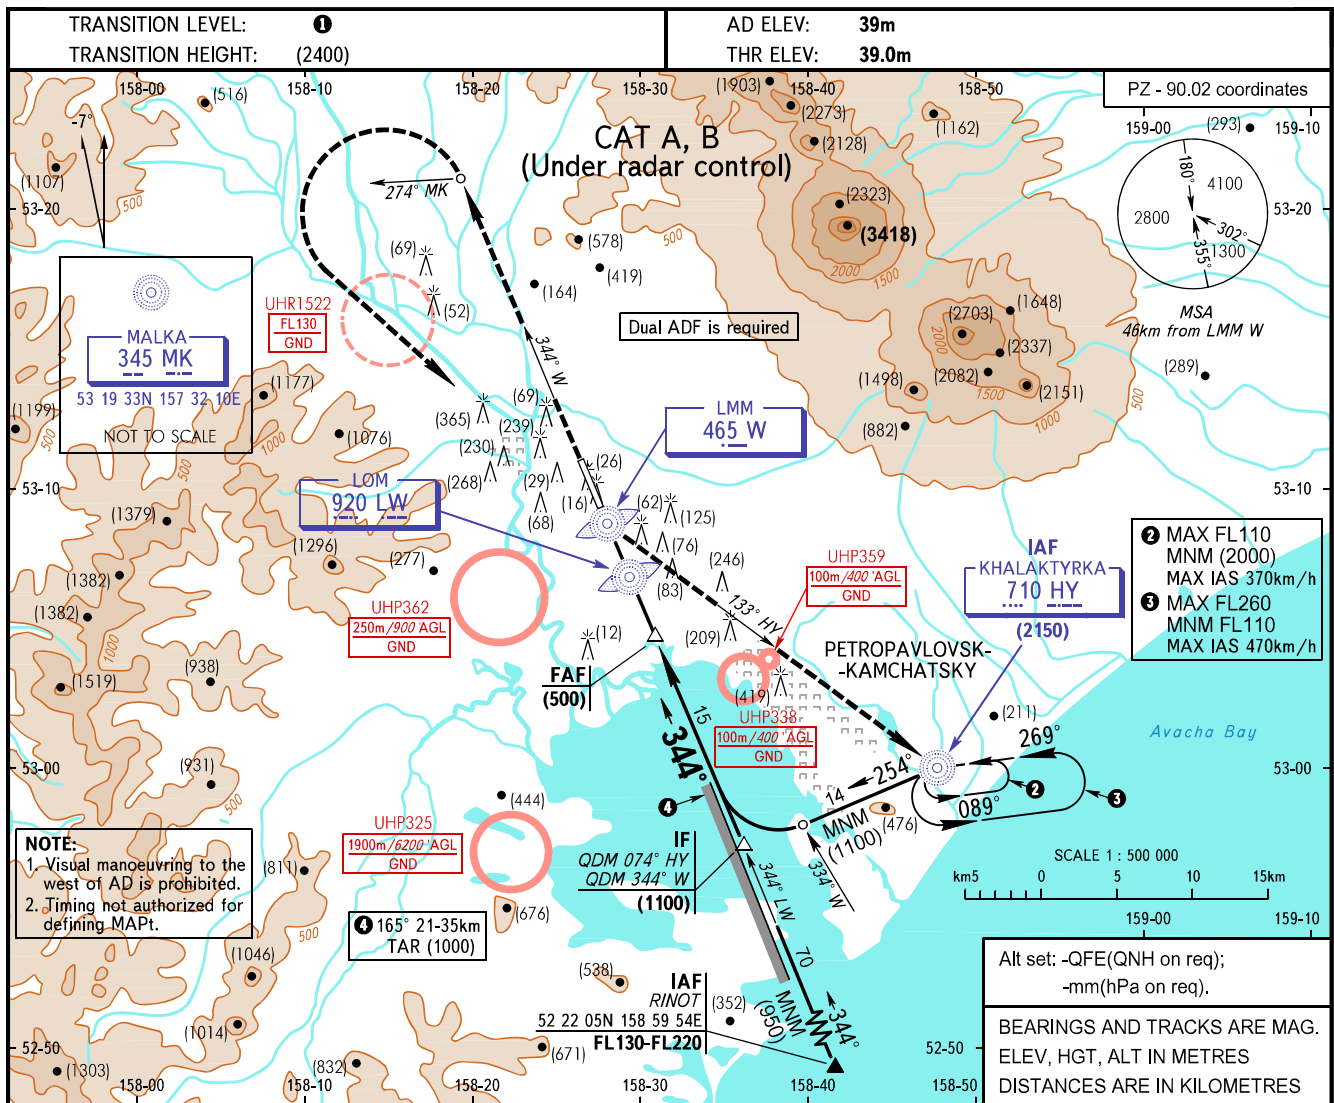 TRANSITION LEVEL: ❶
TRANSITION HEIGHT: (2400)
AD ELEV: 39m
THR ELEV: 39.0m
158-00
158-10
158-20
158-30
158-40
158-50
PZ - 90.02 coordinates
159-00
(293)
159-10
(516)
(1903)
(2273)
(2128)
(1162)
-7°
CAT A, B
(Under radar control)
(1107)
500
274° MK
180°
4100
2800
302°
1300
355°
53-20
53-20
(2323)
(3418)
2000
1500
500
(578)
(419)
(69)
(164)
(52)
MSA
46km from LMM W
UHR1522
FL130
GND
MALKA
345 MK
53 19 33N 157 32 10E
NOT TO SCALE
Dual ADF is required
344° W
(1648)
(2703)
2000
(2337)
(2082)
(2151)
1500
1000
500
(1498)
(882)
(289)
(1177)
(1199)
500
1000
500
(1076)
(365)
(69)
(239)
(230)
(268)
(29)
(26)
(16)
(68)
(62)
(125)
(76)
(83)
(246)
LMM
465 W
LOM
920 LW
53-10
53-10
(1379)
(1296)
(277)
(1382)
(1382)
1000
(1519)
(938)
(931)
500
UHP362
250m/900 AGL
GND
UHP359
100m/400 'AGL
GND
IAF
KHALAKTYRKA
710 HY
(2150)
❷ MAX FL110
MNM (2000)
MAX IAS 370km/h
❸ MAX FL260
MNM FL110
MAX IAS 470km/h
133° HY
(12)
(209)
PETROPAVLOVSK-
-KAMCHATSKY
FAF
(500)
(419)
UHP338
100m/400 'AGL
GND
15
344°
(211)
269°
Avacha Bay
53-00
53-00
254°
14
MNM
(1100)
089°
❷
❸
❹
(476)
(444)
UHP325
1900m/6200 'AGL
GND
IF
QDM 074° HY
QDM 344° W
(1100)
334° W
344° LW
SCALE 1 : 500 000
km5 0 5 10 15km
159-00
159-10
NOTE:
1. Visual manoeuvring to the
west of AD is prohibited.
2. Timing not authorized for
defining MAPt.
(811)
500
❹ 165° 21-35km
TAR (1000)
(676)
(1046)
(1014)
(538)
70
MNM
(950)
344°
IAF
RINOT
52 22 05N 158 59 54E
FL130-FL220
(352)
(671)
(832)
(1303)
52-50
52-50
158-00
158-10
158-20
158-30
158-40
158-50
Alt set: -QFE(QNH on req);
-mm(hPa on req).
BEARINGS AND TRACKS ARE MAG.
ELEV, HGT, ALT IN METRES
DISTANCES ARE IN KILOMETRES